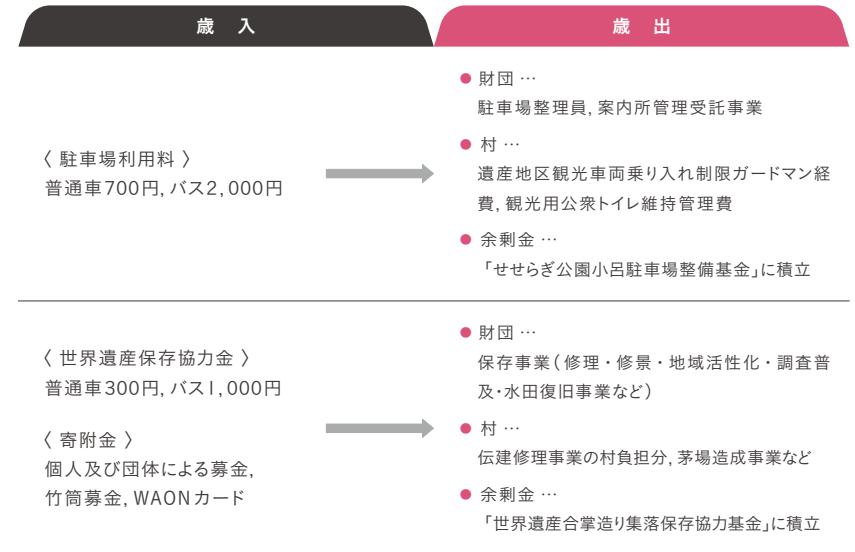 歳 入
歳 出
〈 駐車場利用料 〉
普通車700円, バス2,000円
● 財団 …
駐車場整理員, 案内所管理受託事業
● 村 …
遺産地区観光車両乗り入れ制限ガードマン経
費, 観光用公衆トイレ維持管理費
● 余剰金 …
「せせらぎ公園小呂駐車場整備基金」に積立
〈 世界遺産保存協力金 〉
普通車300円, バス1,000円
〈 寄附金 〉
個人及び団体による募金,
竹筒募金, WAONカード
● 財団 …
保存事業(修理・修景・地域活性化・調査普
及・水田復旧事業など)
● 村 …
伝建修理事業の村負担分, 茅場造成事業など
● 余剰金 …
「世界遺産合掌造り集落保存協力基金」に積立